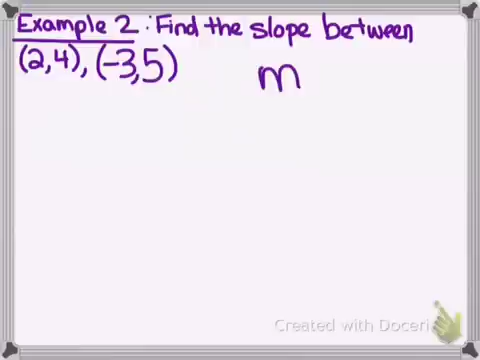 Example 2: Find the slope between
(2,4), (-3,5) m
Created with Doceri